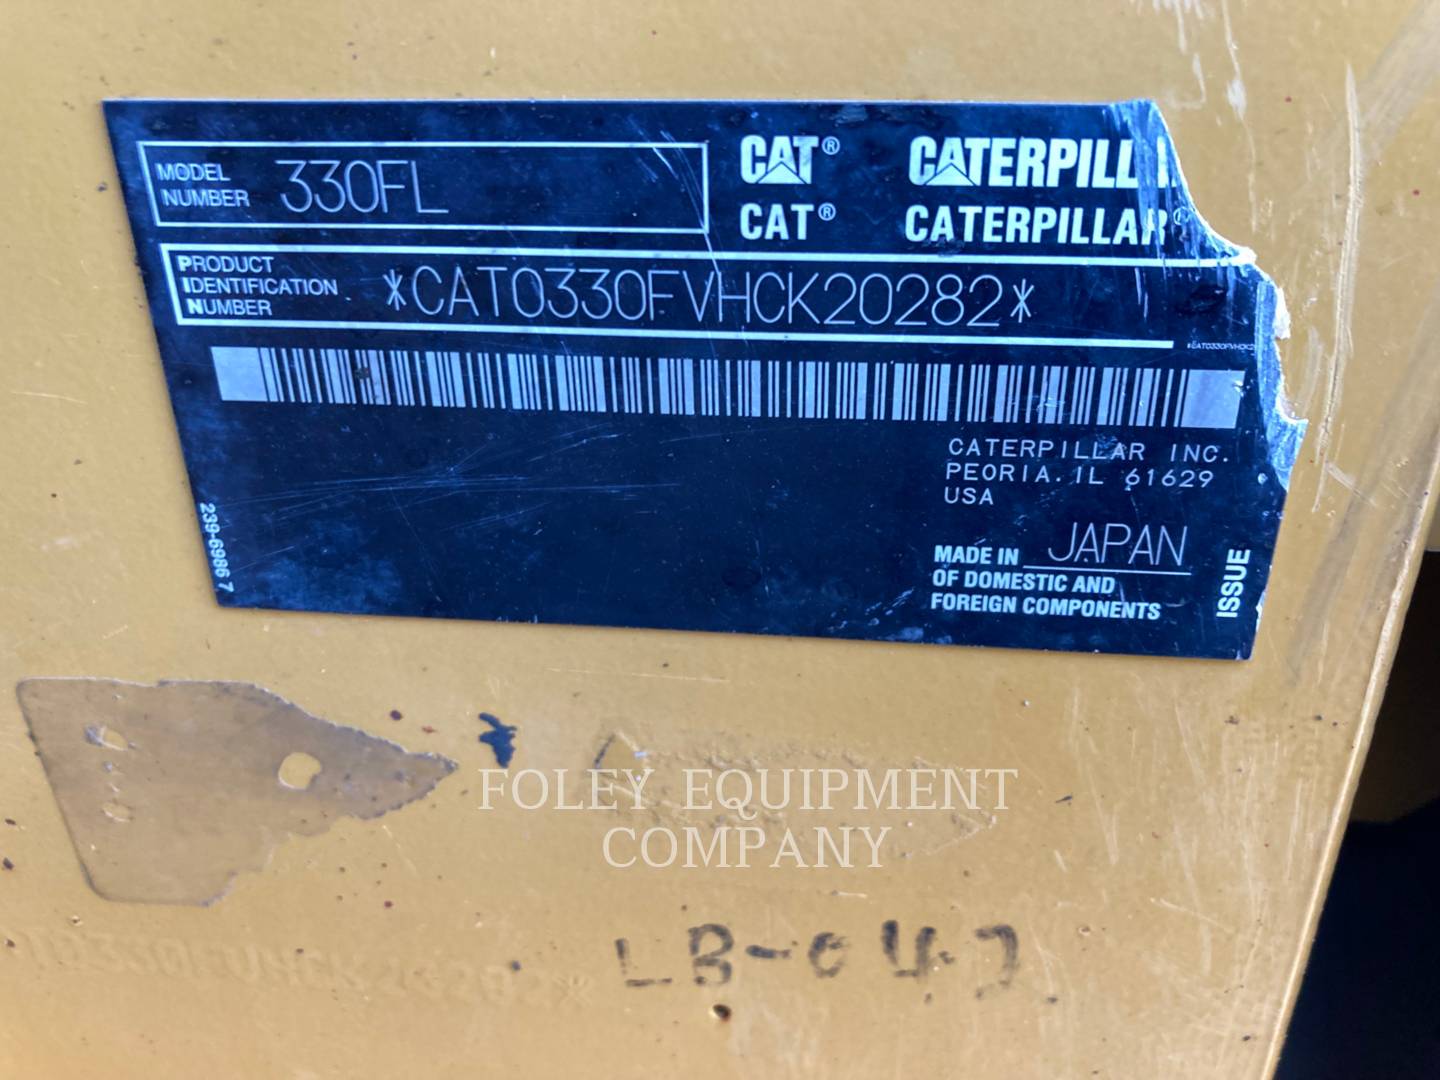 MODEL NUMBER 330FL
CAT® CATERPILL
CAT® CATERPILLAR
PRODUCT IDENTIFICATION NUMBER *CAT0330FVHCK20282*
CATERPILLAR INC.
PEORIA. IL 61629
USA
MADE IN JAPAN
OF DOMESTIC AND
FOREIGN COMPONENTS
ISSUE
239-6986 7
FOLEY EQUIPMENT
COMPANY